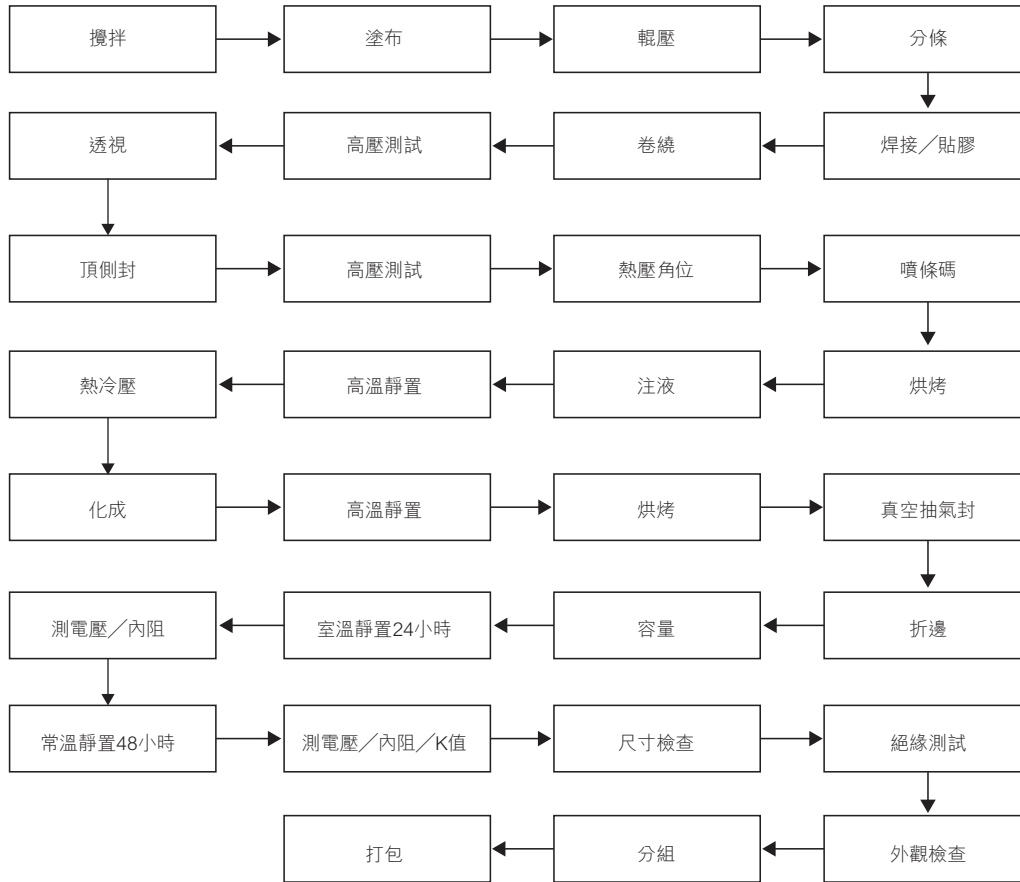 攪拌
塗布
輥壓
分條
焊接／貼膠
卷繞
高壓測試
透視
頂側封
高壓測試
熱壓角位
噴條碼
烘烤
注液
高溫靜置
熱冷壓
化成
高溫靜置
烘烤
真空抽氣封
折邊
容量
室溫靜置24小時
測電壓／內阻
常溫靜置48小時
測電壓／內阻／K值
尺寸檢查
絕緣測試
外觀檢查
分組
打包